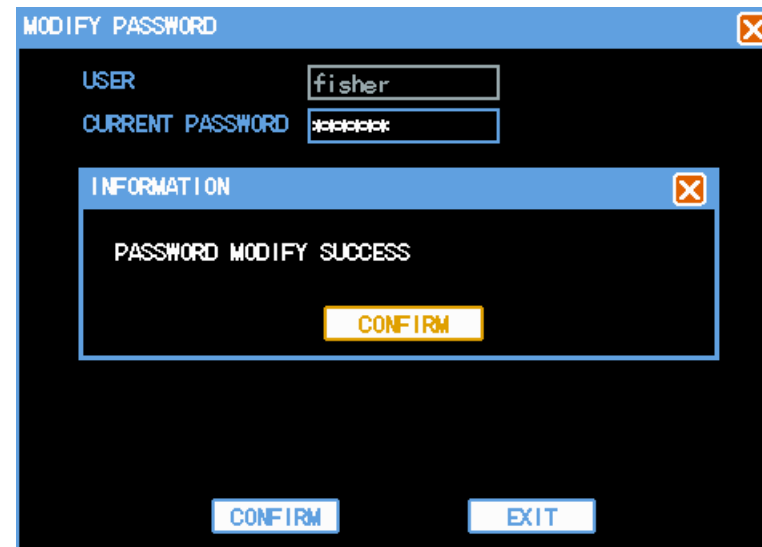 MODIFY PASSWORD
USER fisher
CURRENT PASSWORD ******
INFORMATION
PASSWORD MODIFY SUCCESS
CONFIRM
CONFIRM EXIT